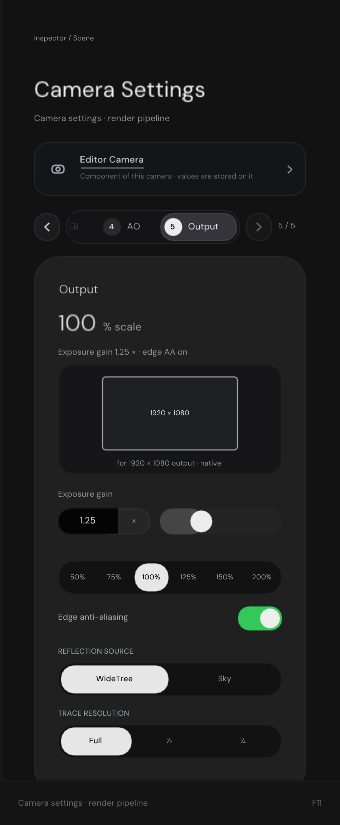 Inspector / Scene
Camera Settings
Camera settings · render pipeline
Editor Camera
Component of this camera · values are stored on it
4 AO 5 Output 5 / 5
Output
100 % scale
Exposure gain 1.25 × · edge AA on
1920 × 1080
for 1920 × 1080 output · native
Exposure gain
1.25 ×
50% 75% 100% 125% 150% 200%
Edge anti-aliasing
REFLECTION SOURCE
WideTree Sky
TRACE RESOLUTION
Full ½ ¼
Camera settings · render pipeline F11